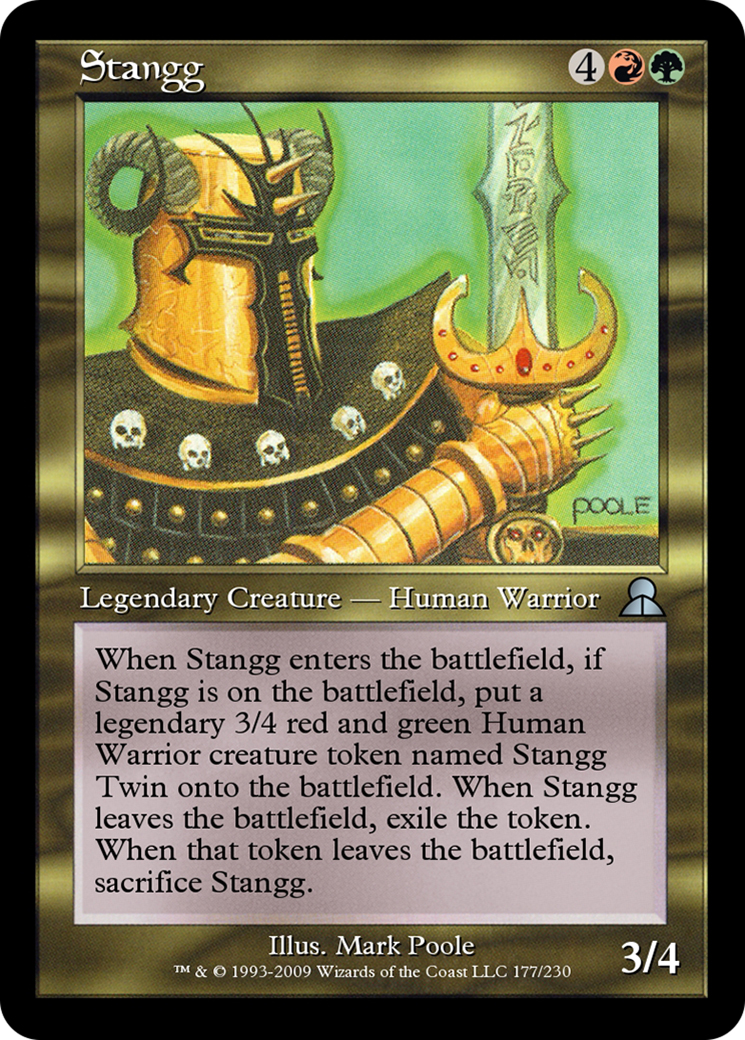 Stangg 4
POOLE
Legendary Creature — Human Warrior
When Stangg enters the battlefield, if
Stangg is on the battlefield, put a
legendary 3/4 red and green Human
Warrior creature token named Stangg
Twin onto the battlefield. When Stangg
leaves the battlefield, exile the token.
When that token leaves the battlefield,
sacrifice Stangg.
Illus. Mark Poole
™ & © 1993-2009 Wizards of the Coast LLC 177/230
3/4